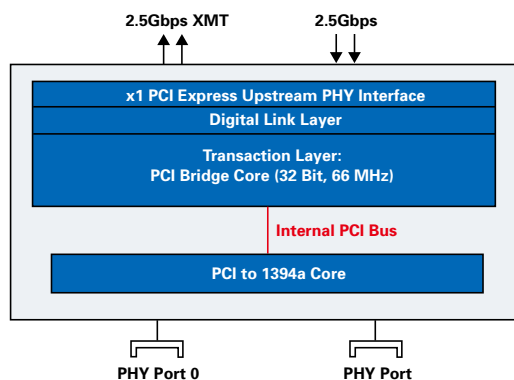 2.5Gbps XMT
2.5Gbps
x1 PCI Express Upstream PHY Interface
Digital Link Layer
Transaction Layer:
PCI Bridge Core (32 Bit, 66 MHz)
Internal PCI Bus
PCI to 1394a Core
PHY Port 0
PHY Port